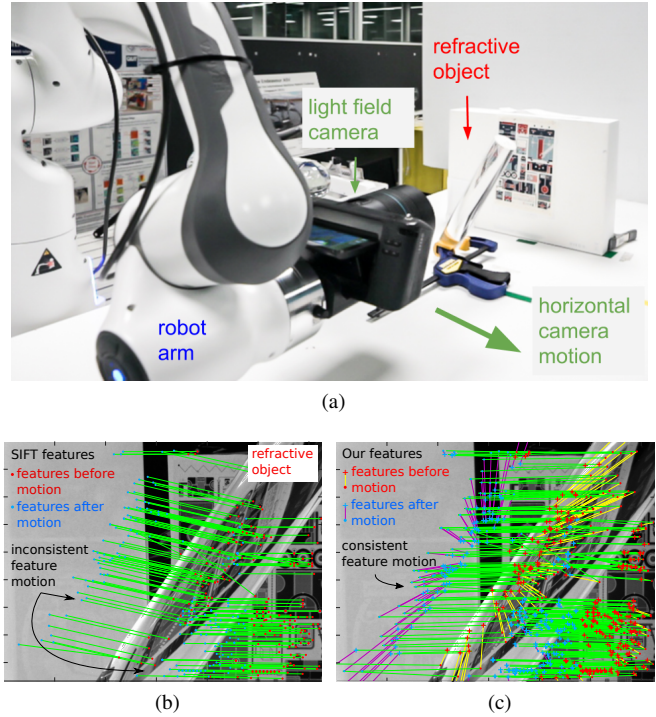 refractive
object
light field
camera
robot
arm
horizontal
camera
motion
(a)
SIFT features
features before
motion
features after
motion
inconsistent
feature
motion
refractive
object
(b)
Our features
features before
motion
features after
motion
consistent
feature motion
(c)